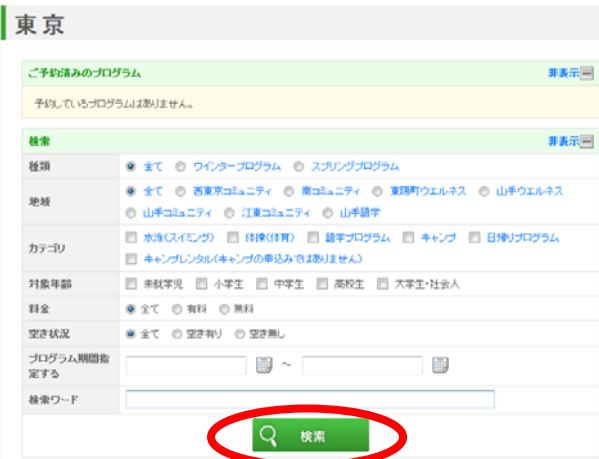 東京
ご予約済みのプログラム 非表示
予約しているプログラムはありません。
検索 非表示
種類 全て ウインタープログラム スプリングプログラム
地域 全て 西東京コミュニティ 南コミュニティ 東陽町ウエルネス 山手ウエルネス
山手コミュニティ 江東コミュニティ 山手語学
カテゴリ 水泳(スイミング) 体操(体育) 語学プログラム キャンプ 日帰りプログラム
キャンプレンタル(キャンプの申込みではありません)
対象年齢 未就学児 小学生 中学生 高校生 大学生・社会人
料金 全て 有料 無料
空き状況 全て 空き有り 空き無し
プログラム期間指
定する ～
検索ワード
検索